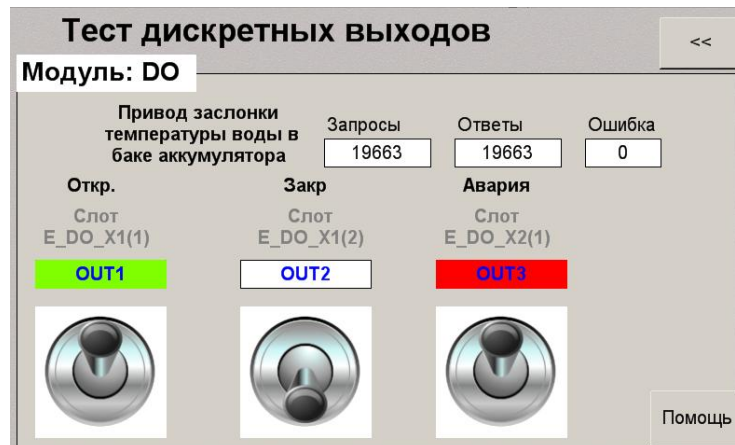 Тест дискретных выходов
<<
Модуль: DO
Привод заслонки
температуры воды в
баке аккумулятора
Запросы
Ответы
Ошибка
19663
19663
0
Откр.
Закр
Авария
Слот
E_DO_X1(1)
Слот
E_DO_X1(2)
Слот
E_DO_X2(1)
OUT1
OUT2
OUT3
Помощь